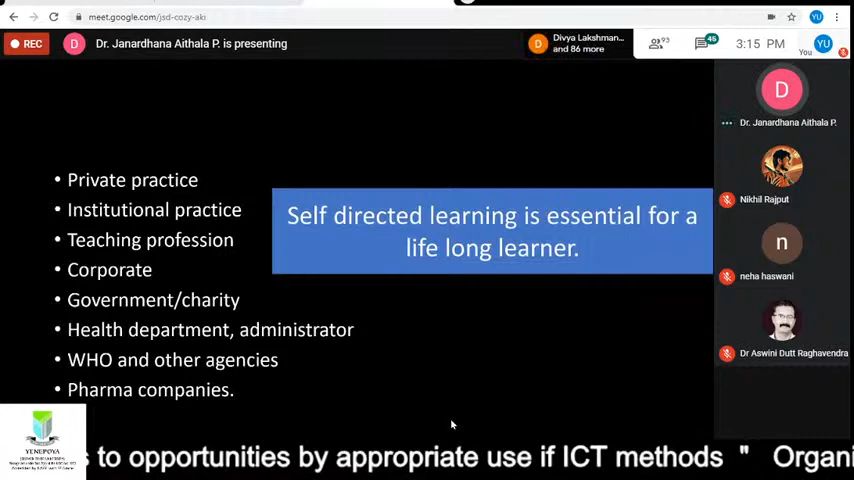 meet.google.com/jsd-cozy-aki
YU
REC
D
Dr. Janardhana Aithala P. is presenting
D
Divya Lakshman...
and 86 more
93
45
3:15 PM
YU
You
D
Dr. Janardhana Aithala P.
Nikhil Rajput
n
neha haswani
Dr Aswini Dutt Raghavendra
• Private practice
• Institutional practice
• Teaching profession
• Corporate
• Government/charity
• Health department, administrator
• WHO and other agencies
• Pharma companies.
Self directed learning is essential for a
life long learner.
YENEPOYA
s to opportunities by appropriate use if ICT methods " Organi